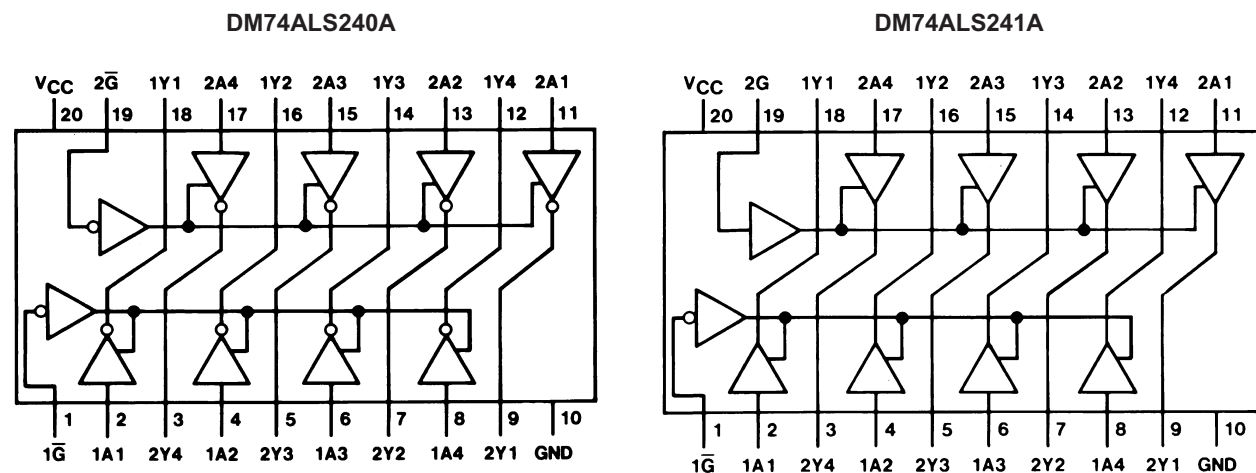 DM74ALS240A
VCC 2G̅ 1Y1 2A4 1Y2 2A3 1Y3 2A2 1Y4 2A1
20 19 18 17 16 15 14 13 12 11
1 2 3 4 5 6 7 8 9 10
1G̅ 1A1 2Y4 1A2 2Y3 1A3 2Y2 1A4 2Y1 GND
DM74ALS241A
VCC 2G 1Y1 2A4 1Y2 2A3 1Y3 2A2 1Y4 2A1
20 19 18 17 16 15 14 13 12 11
1 2 3 4 5 6 7 8 9 10
1G̅ 1A1 2Y4 1A2 2Y3 1A3 2Y2 1A4 2Y1 GND